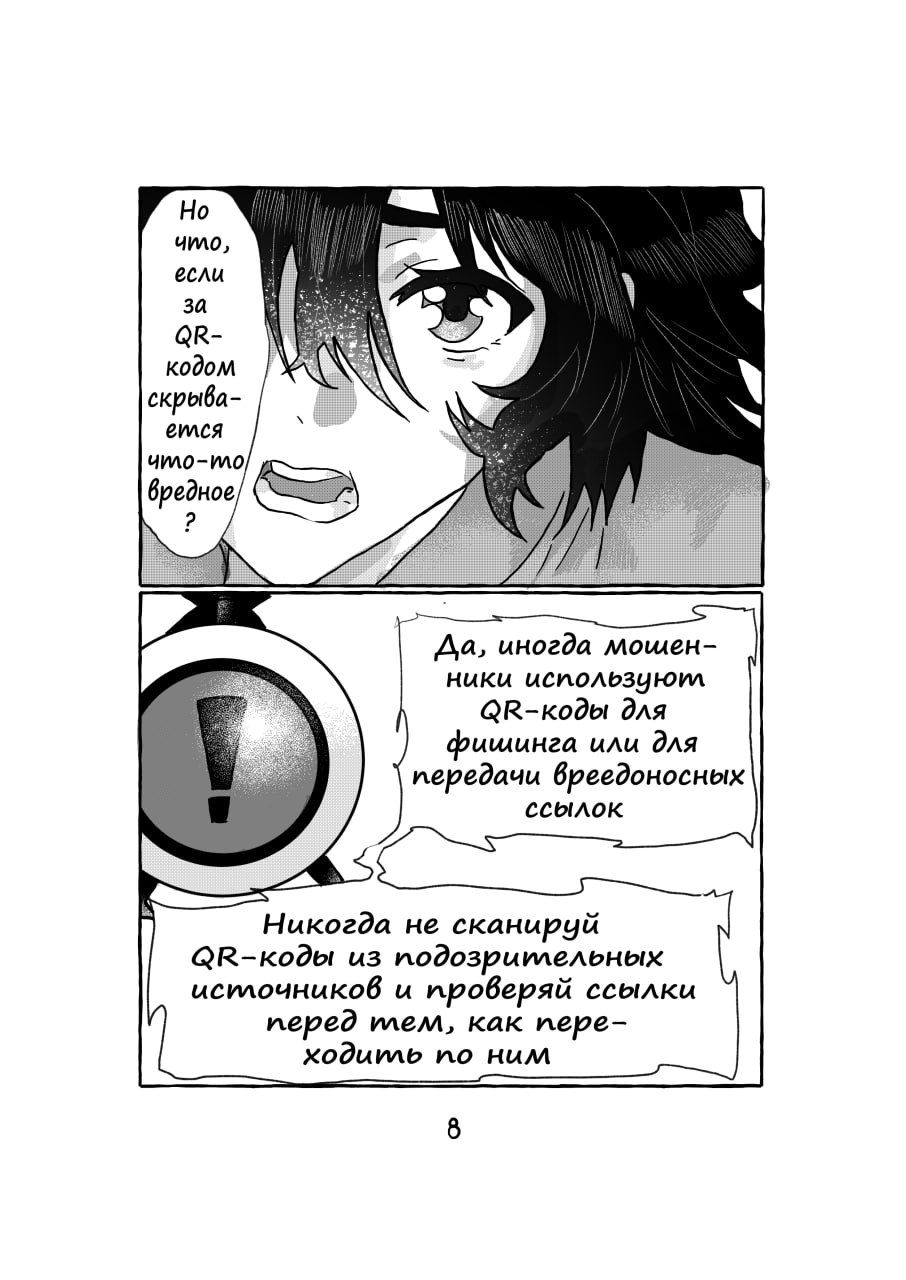 Но
что,
если
за
QR-
кодом
скрыва-
ется
что-то
вредное
?
!
Да, иногда мошен-
ники используют
QR-коды для
фишинга или для
передачи вреедоносных
ссылок
Никогда не сканируй
QR-коды из подозрительных
источников и проверяй ссылки
перед тем, как пере-
ходить по ним
8